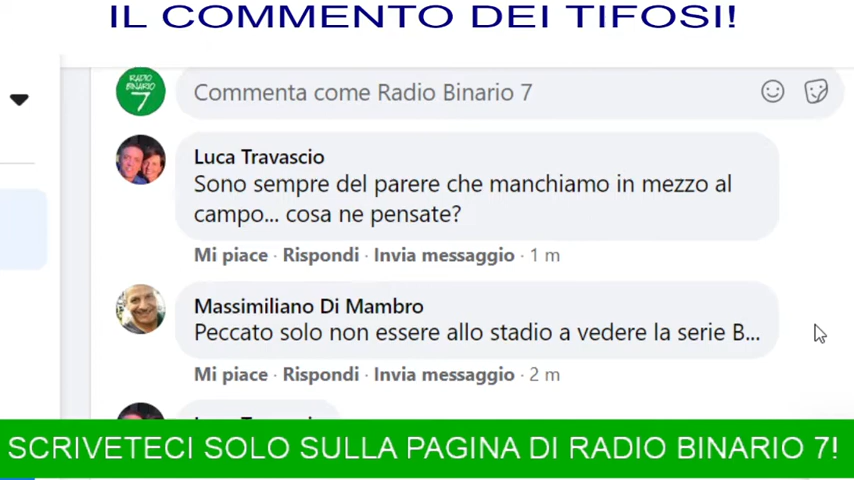 IL COMMENTO DEI TIFOSI!
RADIO
BINARIO
7
Commenta come Radio Binario 7
Luca Travascio
Sono sempre del parere che manchiamo in mezzo al
campo... cosa ne pensate?
Mi piace · Rispondi · Invia messaggio · 1 m
Massimiliano Di Mambro
Peccato solo non essere allo stadio a vedere la serie B...
Mi piace · Rispondi · Invia messaggio · 2 m
SCRIVETECI SOLO SULLA PAGINA DI RADIO BINARIO 7!